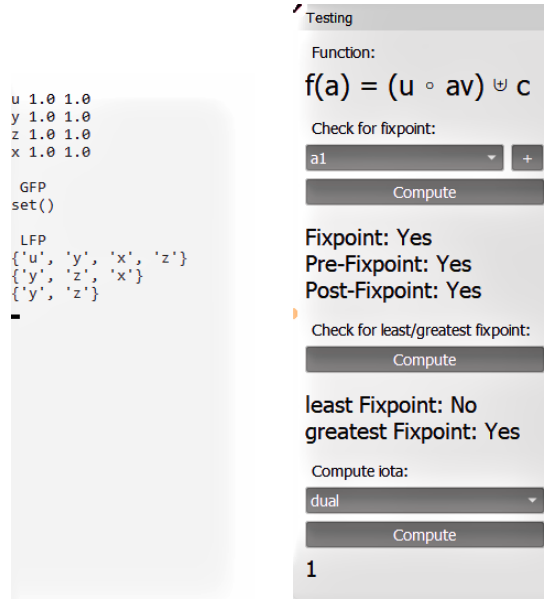 u 1.0 1.0
y 1.0 1.0
z 1.0 1.0
x 1.0 1.0
GFP
set()
LFP
{'u', 'y', 'x', 'z'}
{'y', 'z', 'x'}
{'y', 'z'}
Testing
Function:
f(a) = (u ∘ av) ⊌ c
Check for fixpoint:
a1
+
Compute
Fixpoint: Yes
Pre-Fixpoint: Yes
Post-Fixpoint: Yes
Check for least/greatest fixpoint:
Compute
least Fixpoint: No
greatest Fixpoint: Yes
Compute iota:
dual
Compute
1